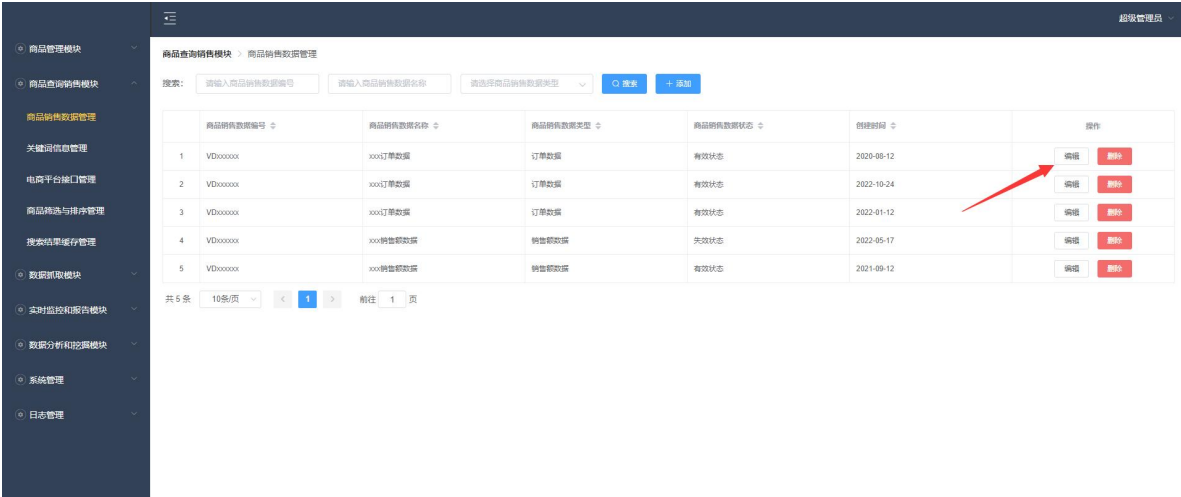 超级管理员
商品管理模块
商品查询销售模块
商品销售数据管理
关键词信息管理
电商平台接口管理
商品筛选与排序管理
搜索结果缓存管理
数据抓取模块
实时监控和报告模块
数据分析和挖掘模块
系统管理
日志管理
商品查询销售模块 > 商品销售数据管理
搜索: 请输入商品销售数据编号 请输入商品销售数据名称 请选择商品销售数据类型 搜索 + 添加
商品销售数据编号 商品销售数据名称 商品销售数据类型 商品销售数据状态 创建时间 操作
1 VDxxxxxx xxx订单数据 订单数据 有效状态 2020-08-12 编辑 删除
2 VDxxxxxx xxx订单数据 订单数据 有效状态 2022-10-24 编辑 删除
3 VDxxxxxx xxx订单数据 订单数据 有效状态 2022-01-12 编辑 删除
4 VDxxxxxx xxx销售额数据 销售额数据 失效状态 2022-05-17 编辑 删除
5 VDxxxxxx xxx销售额数据 销售额数据 有效状态 2021-09-12 编辑 删除
共 5 条 10条/页 < 1 > 前往 1 页